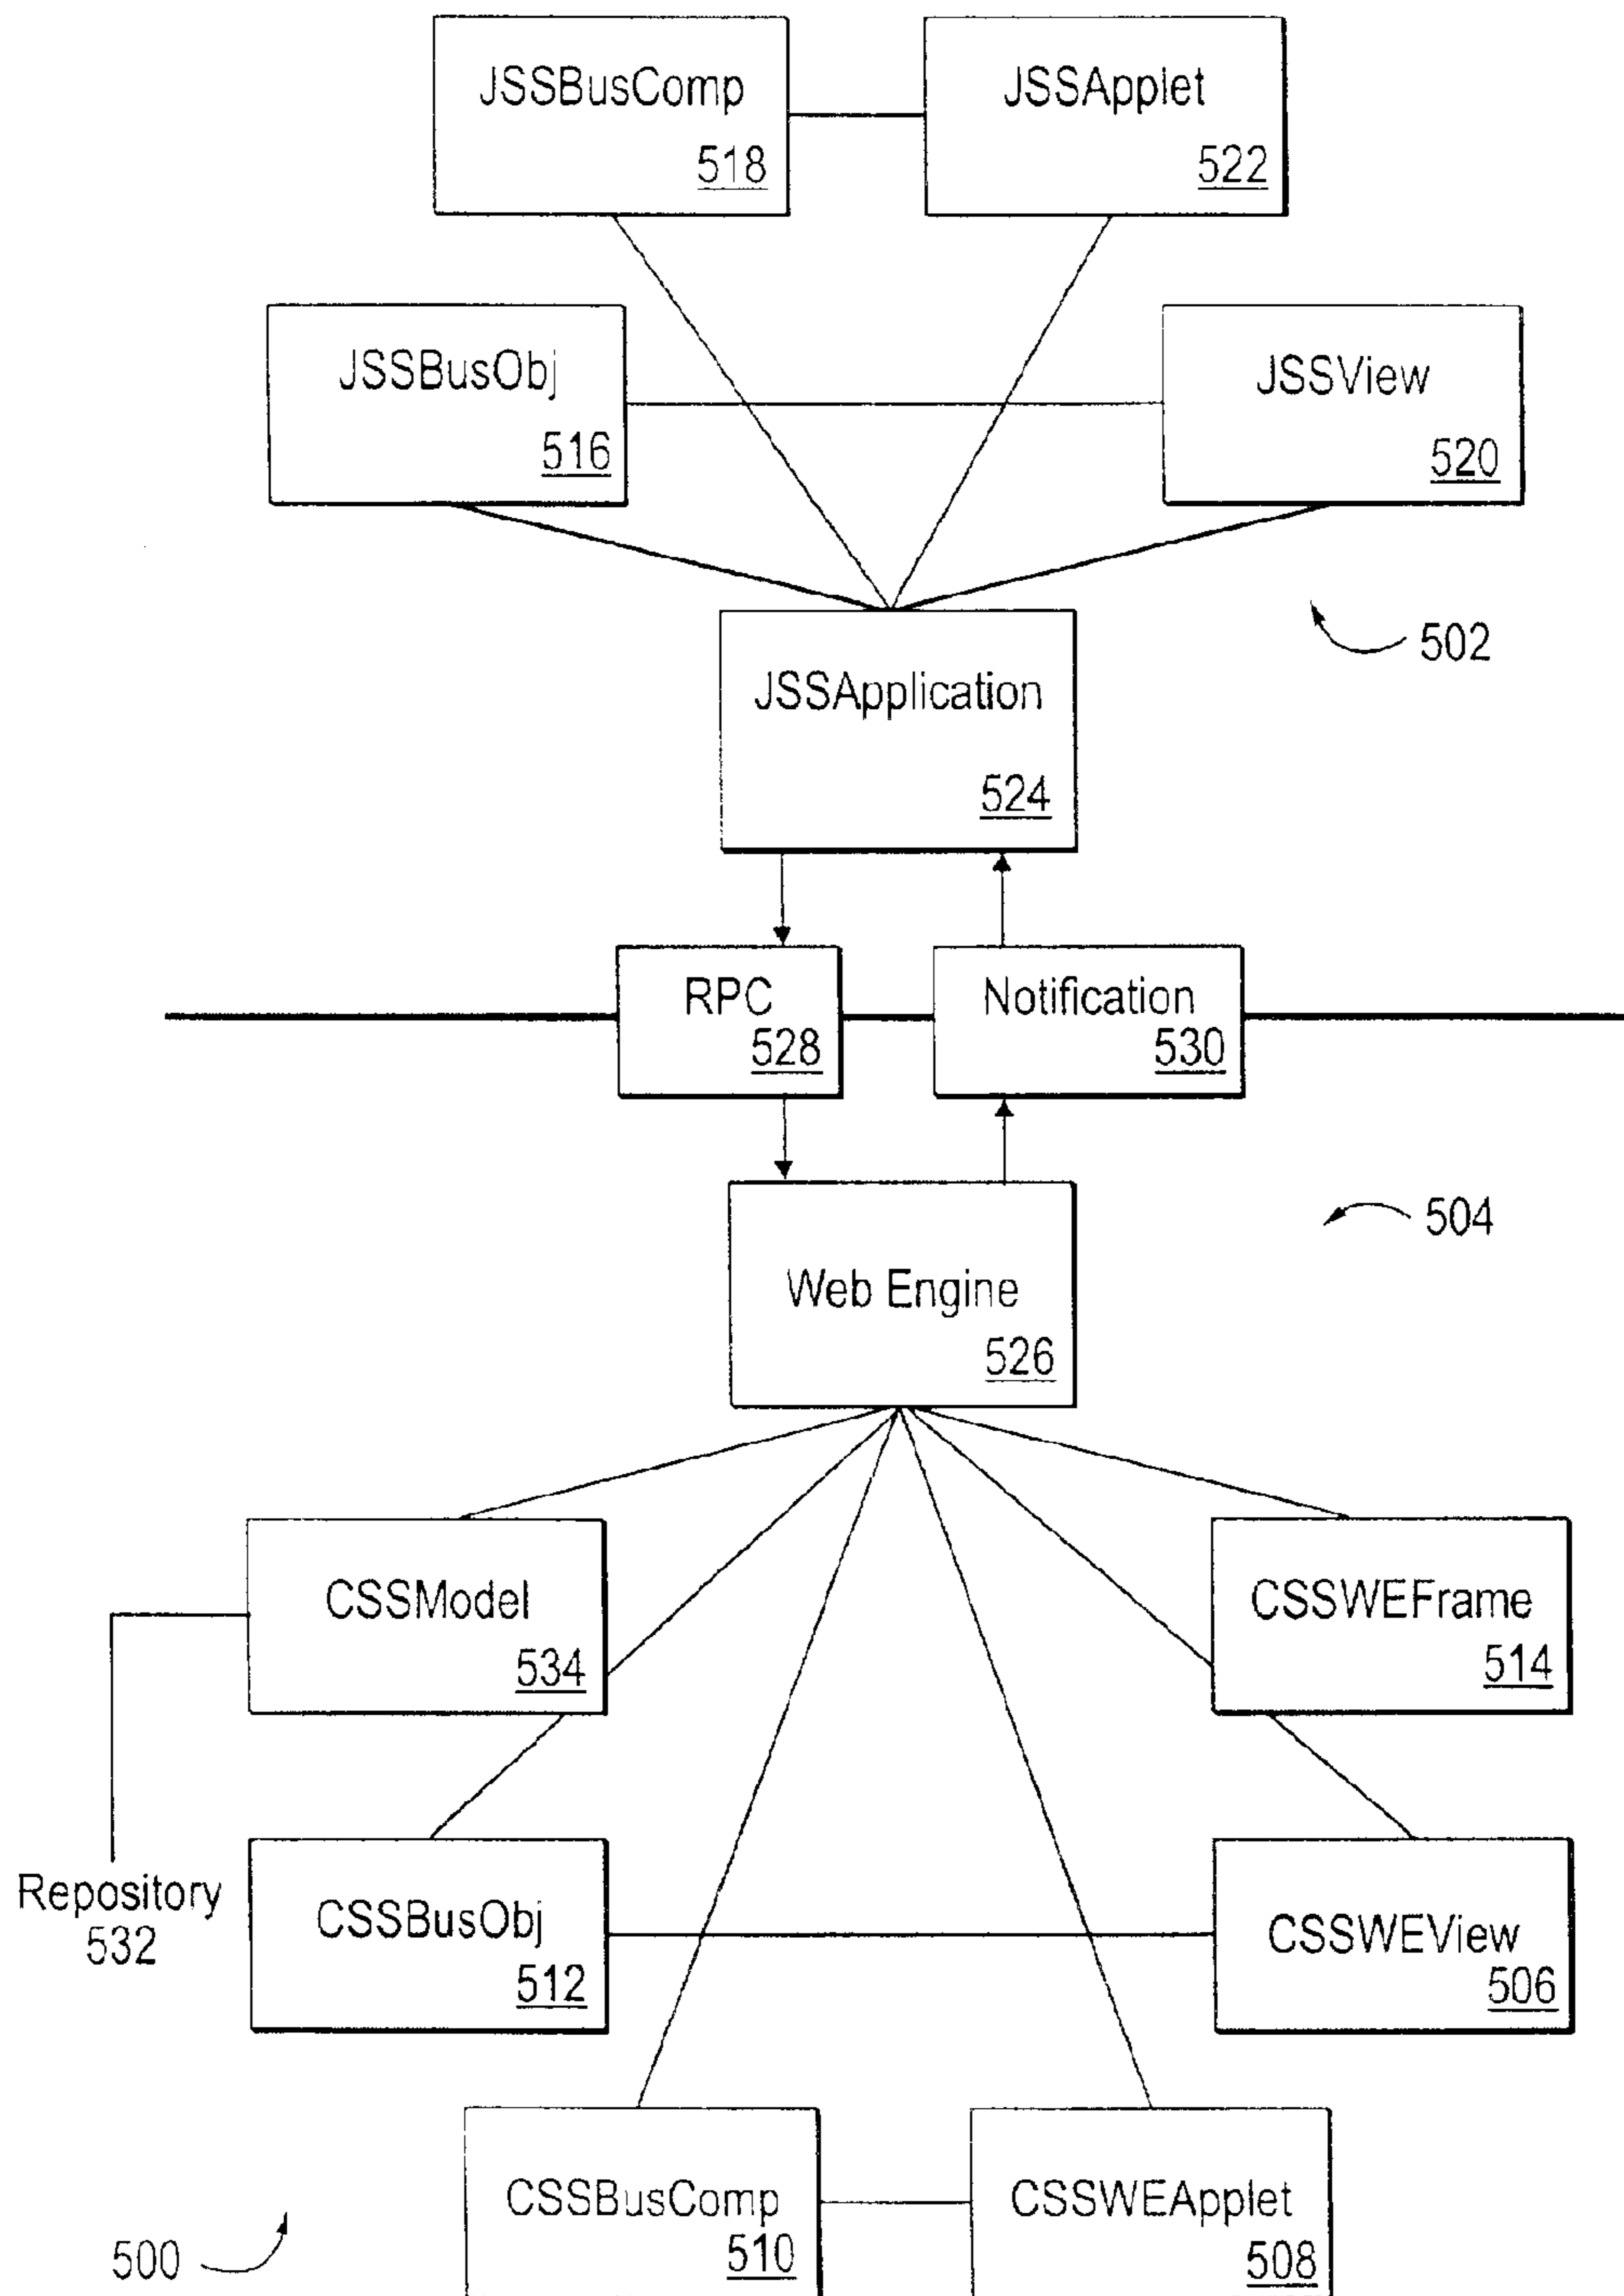 JSSBusComp
518
JSSApplet
522
JSSBusObj
516
JSSView
520
502
JSSApplication
524
RPC
528
Notification
530
504
Web Engine
526
CSSModel
534
CSSWEFrame
514
Repository
532
CSSBusObj
512
CSSWEView
506
CSSBusComp
510
CSSWEApplet
508
500